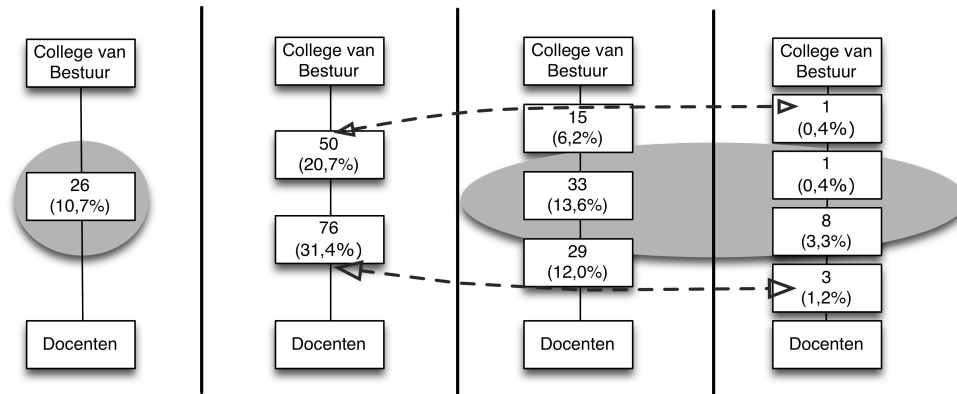 College van
Bestuur
26
(10,7%)
Docenten
College van
Bestuur
50
(20,7%)
76
(31,4%)
Docenten
College van
Bestuur
15
(6,2%)
33
(13,6%)
29
(12,0%)
Docenten
College van
Bestuur
1
(0,4%)
1
(0,4%)
8
(3,3%)
3
(1,2%)
Docenten